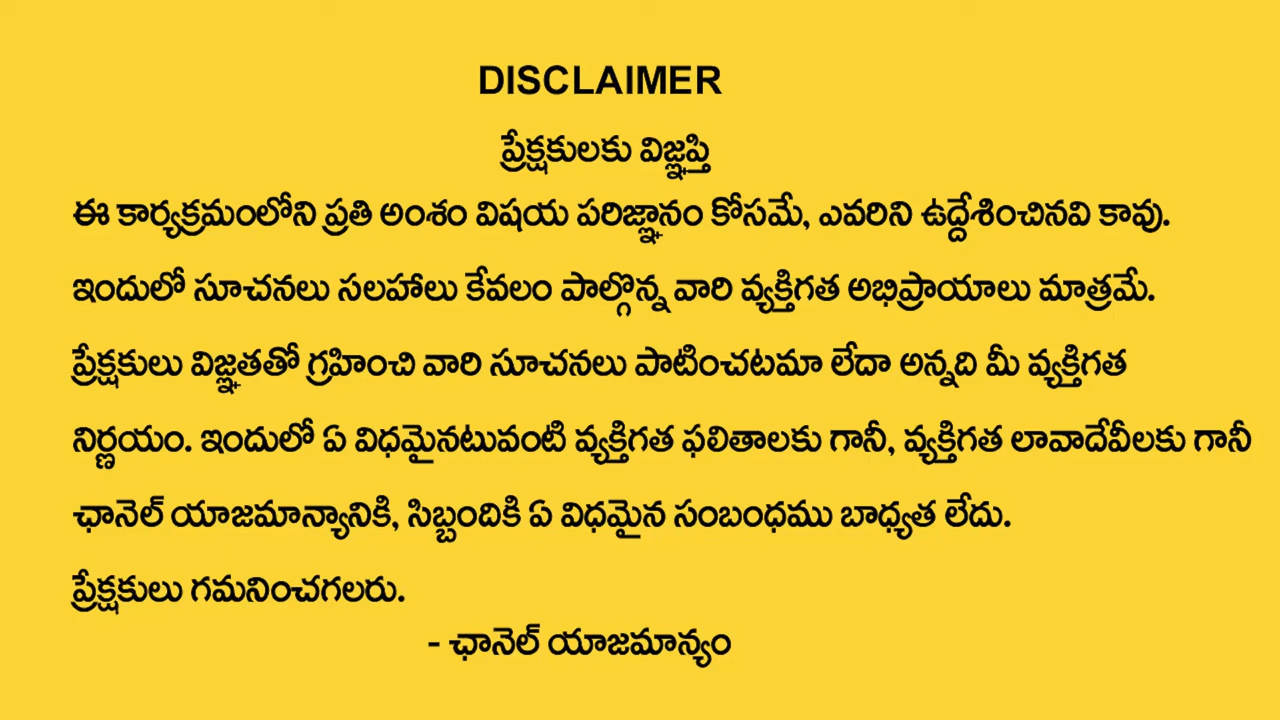 DISCLAIMER
ప్రేక్షకులకు విజ్ఞప్తి
ఈ కార్యక్రమంలోని ప్రతి అంశం విషయ పరిజ్ఞానం కోసమే, ఎవరిని ఉద్దేశించినవి కావు.
ఇందులో సూచనలు సలహాలు కేవలం పాల్గొన్న వారి వ్యక్తిగత అభిప్రాయాలు మాత్రమే.
ప్రేక్షకులు విజ్ఞతతో గ్రహించి వారి సూచనలు పాటించటమా లేదా అన్నది మీ వ్యక్తిగత
నిర్ణయం. ఇందులో ఏ విధమైనటువంటి వ్యక్తిగత ఫలితాలకు గానీ, వ్యక్తిగత లావాదేవీలకు గానీ
ఛానెల్ యాజమాన్యానికి, సిబ్బందికి ఏ విధమైన సంబంధము బాధ్యత లేదు.
ప్రేక్షకులు గమనించగలరు.
- ఛానెల్ యాజమాన్యం